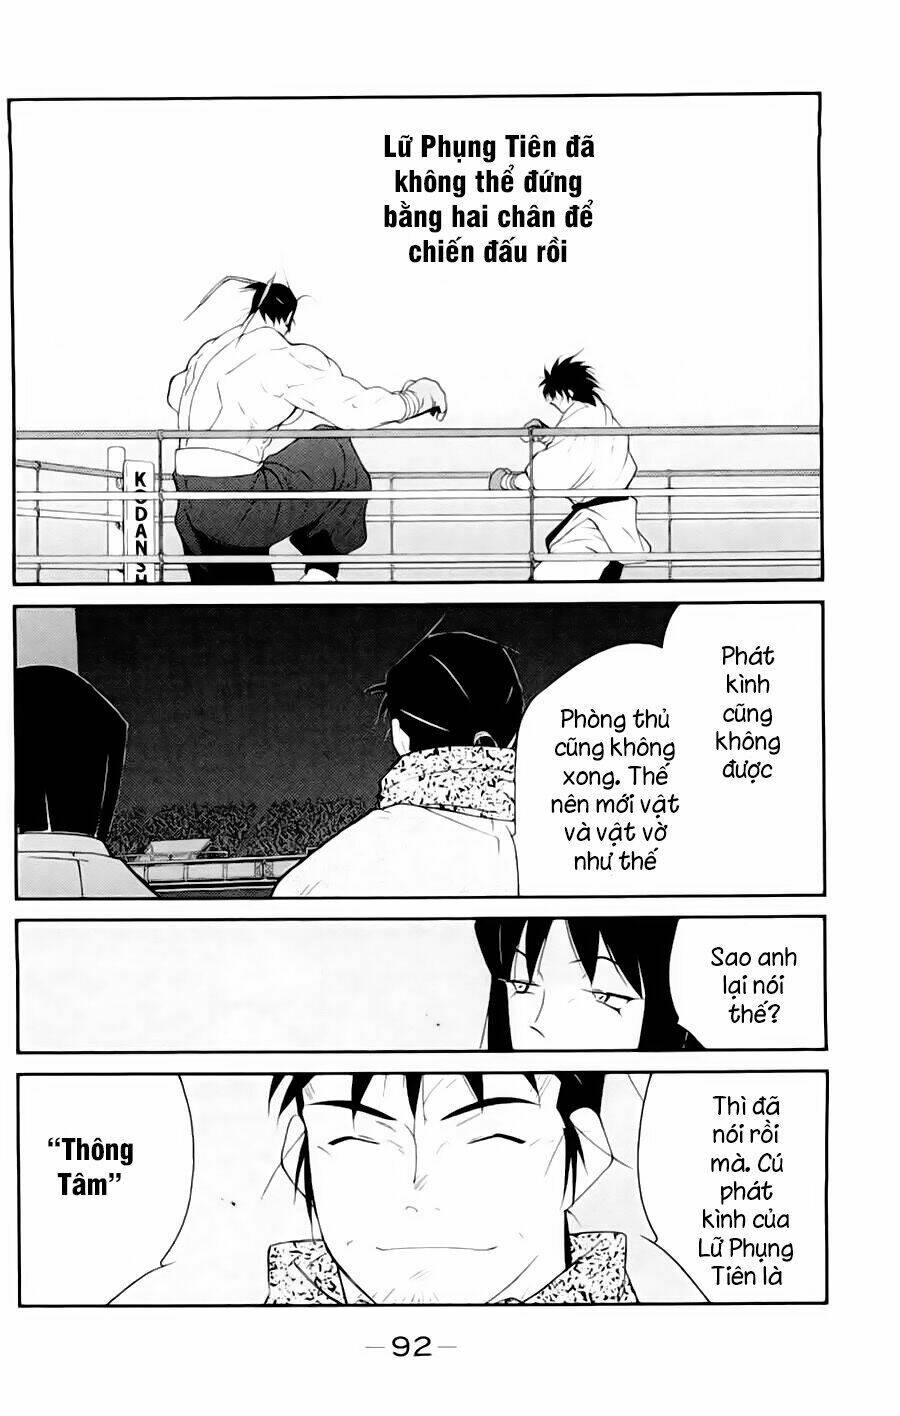 Lữ Phụng Tiên đã
không thể đứng
bằng hai chân để
chiến đấu rồi
KODANSH
Phát
kình
cũng
không
được
Phòng thủ
cũng không
xong. Thế
nên mới vật
và vật vờ
như thế
Sao anh
lại nói
thế?
Thì đã
nói rồi
mà. Cú
phát
kình của
Lữ Phụng
Tiên là
“Thông
Tâm”
－92－